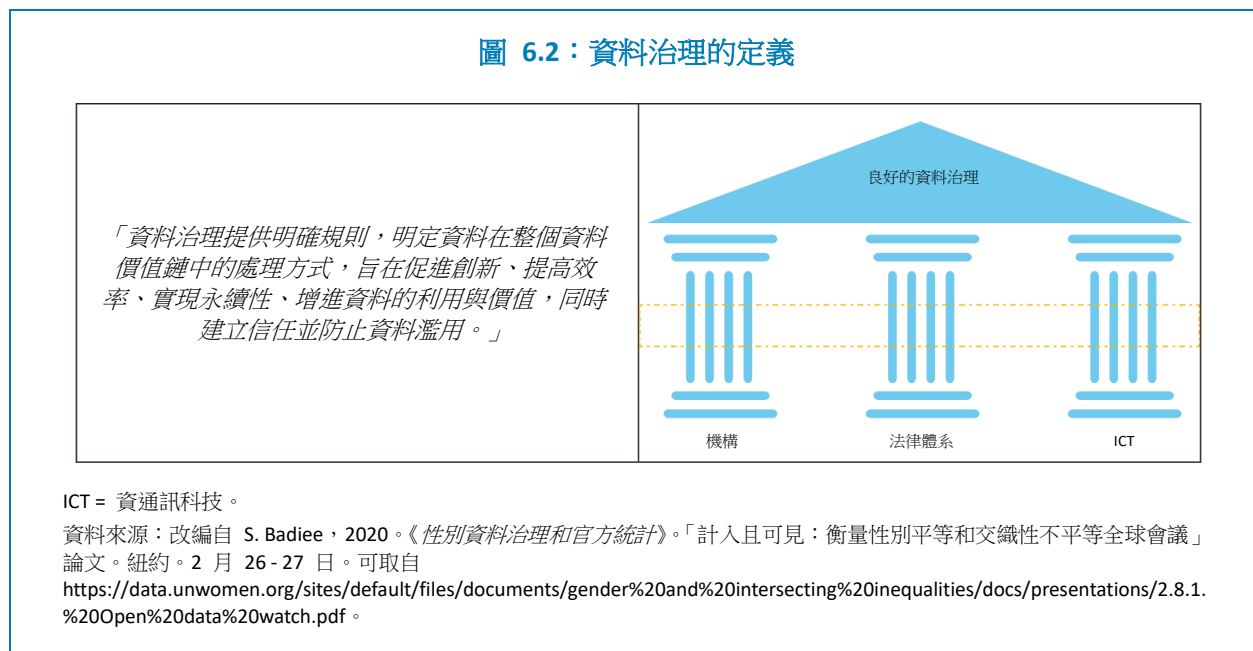 圖 6.2：資料治理的定義
「資料治理提供明確規則，明定資料在整個資料
價值鏈中的處理方式，旨在促進創新、提高效
率、實現永續性、增進資料的利用與價值，同時
建立信任並防止資料濫用。」
良好的資料治理
機構
法律體系
ICT
ICT = 資通訊科技。
資料來源：改編自 S. Badiee，2020。《性別資料治理和官方統計》。「計入且可見：衡量性別平等和交織性不平等全球會議」
論文。紐約。2 月 26 - 27 日。可取自
https://data.unwomen.org/sites/default/files/documents/gender%20and%20intersecting%20inequalities/docs/presentations/2.8.1.
%20Open%20data%20watch.pdf。